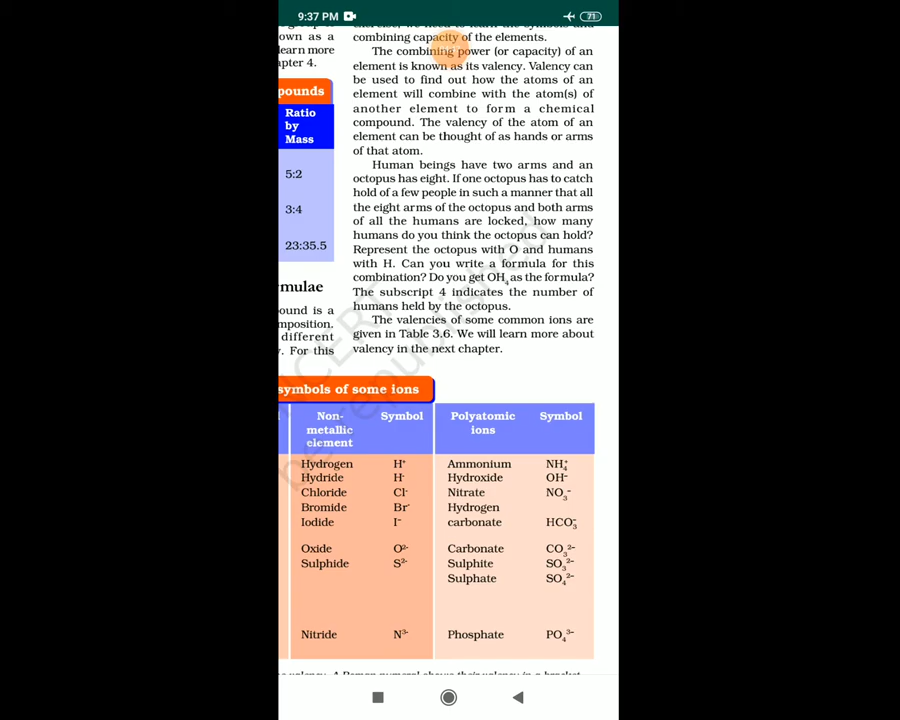 9:37 PM
71
own as a
learn more
apter 4.
pounds
Ratio
by
Mass
5:2
3:4
23:35.5
mulae
ound is a
mposition.
different
y. For this
combining capacity of the elements.
The combining power (or capacity) of an
element is known as its valency. Valency can
be used to find out how the atoms of an
element will combine with the atom(s) of
another element to form a chemical
compound. The valency of the atom of an
element can be thought of as hands or arms
of that atom.
Human beings have two arms and an
octopus has eight. If one octopus has to catch
hold of a few people in such a manner that all
the eight arms of the octopus and both arms
of all the humans are locked, how many
humans do you think the octopus can hold?
Represent the octopus with O and humans
with H. Can you write a formula for this
combination? Do you get OH₄ as the formula?
The subscript 4 indicates the number of
humans held by the octopus.
The valencies of some common ions are
given in Table 3.6. We will learn more about
valency in the next chapter.
symbols of some ions
Non- Symbol Polyatomic Symbol
metallic ions
element
Hydrogen H⁺ Ammonium NH₄⁺
Hydride H⁻ Hydroxide OH⁻
Chloride Cl⁻ Nitrate NO₃⁻
Bromide Br⁻ Hydrogen
Iodide I⁻ carbonate HCO₃⁻
Oxide O²⁻ Carbonate CO₃²⁻
Sulphide S²⁻ Sulphite SO₃²⁻
Sulphate SO₄²⁻
Nitride N³⁻ Phosphate PO₄³⁻